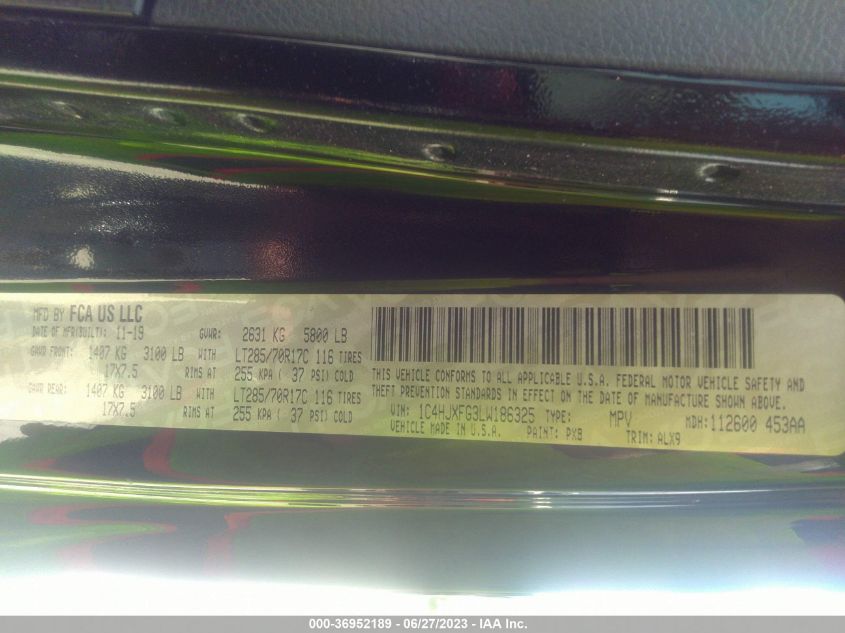 MFD BY FCA US LLC
DATE OF MFR(BUILT): 11-19 GVWR: 2631 KG 5800 LB
GAWR FRONT: 1407 KG 3100 LB WITH LT285/70R17C 116 TIRES
17X7.5 RIMS AT 255 KPA ( 37 PSI) COLD
GAWR REAR: 1407 KG 3100 LB WITH LT285/70R17C 116 TIRES
17X7.5 RIMS AT 255 KPA ( 37 PSI) COLD
THIS VEHICLE CONFORMS TO ALL APPLICABLE U.S.A. FEDERAL MOTOR VEHICLE SAFETY AND
THEFT PREVENTION STANDARDS IN EFFECT ON THE DATE OF MANUFACTURE SHOWN ABOVE.
VIN: 1C4HJXFG3LW186325 TYPE: MPV MDH: 112600 453AA
VEHICLE MADE IN U.S.A. PAINT: PX8 TRIM: ALX9
000-36952189 - 06/27/2023 - IAA Inc.